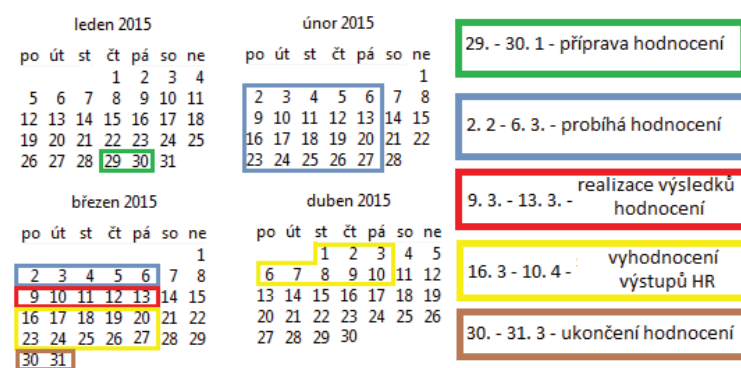 leden 2015
po út st čt pá so ne
1 2 3 4
5 6 7 8 9 10 11
12 13 14 15 16 17 18
19 20 21 22 23 24 25
26 27 28 29 30 31
únor 2015
po út st čt pá so ne
1
2 3 4 5 6 7 8
9 10 11 12 13 14 15
16 17 18 19 20 21 22
23 24 25 26 27 28
březen 2015
po út st čt pá so ne
1
2 3 4 5 6 7 8
9 10 11 12 13 14 15
16 17 18 19 20 21 22
23 24 25 26 27 28 29
30 31
duben 2015
po út st čt pá so ne
1 2 3 4 5
6 7 8 9 10 11 12
13 14 15 16 17 18 19
20 21 22 23 24 25 26
27 28 29 30
29. - 30. 1 - příprava hodnocení
2. 2 - 6. 3. - probíhá hodnocení
9. 3. - 13. 3. - realizace výsledků
hodnocení
16. 3 - 10. 4 - vyhodnocení
výstupů HR
30. - 31. 3 - ukončení hodnocení